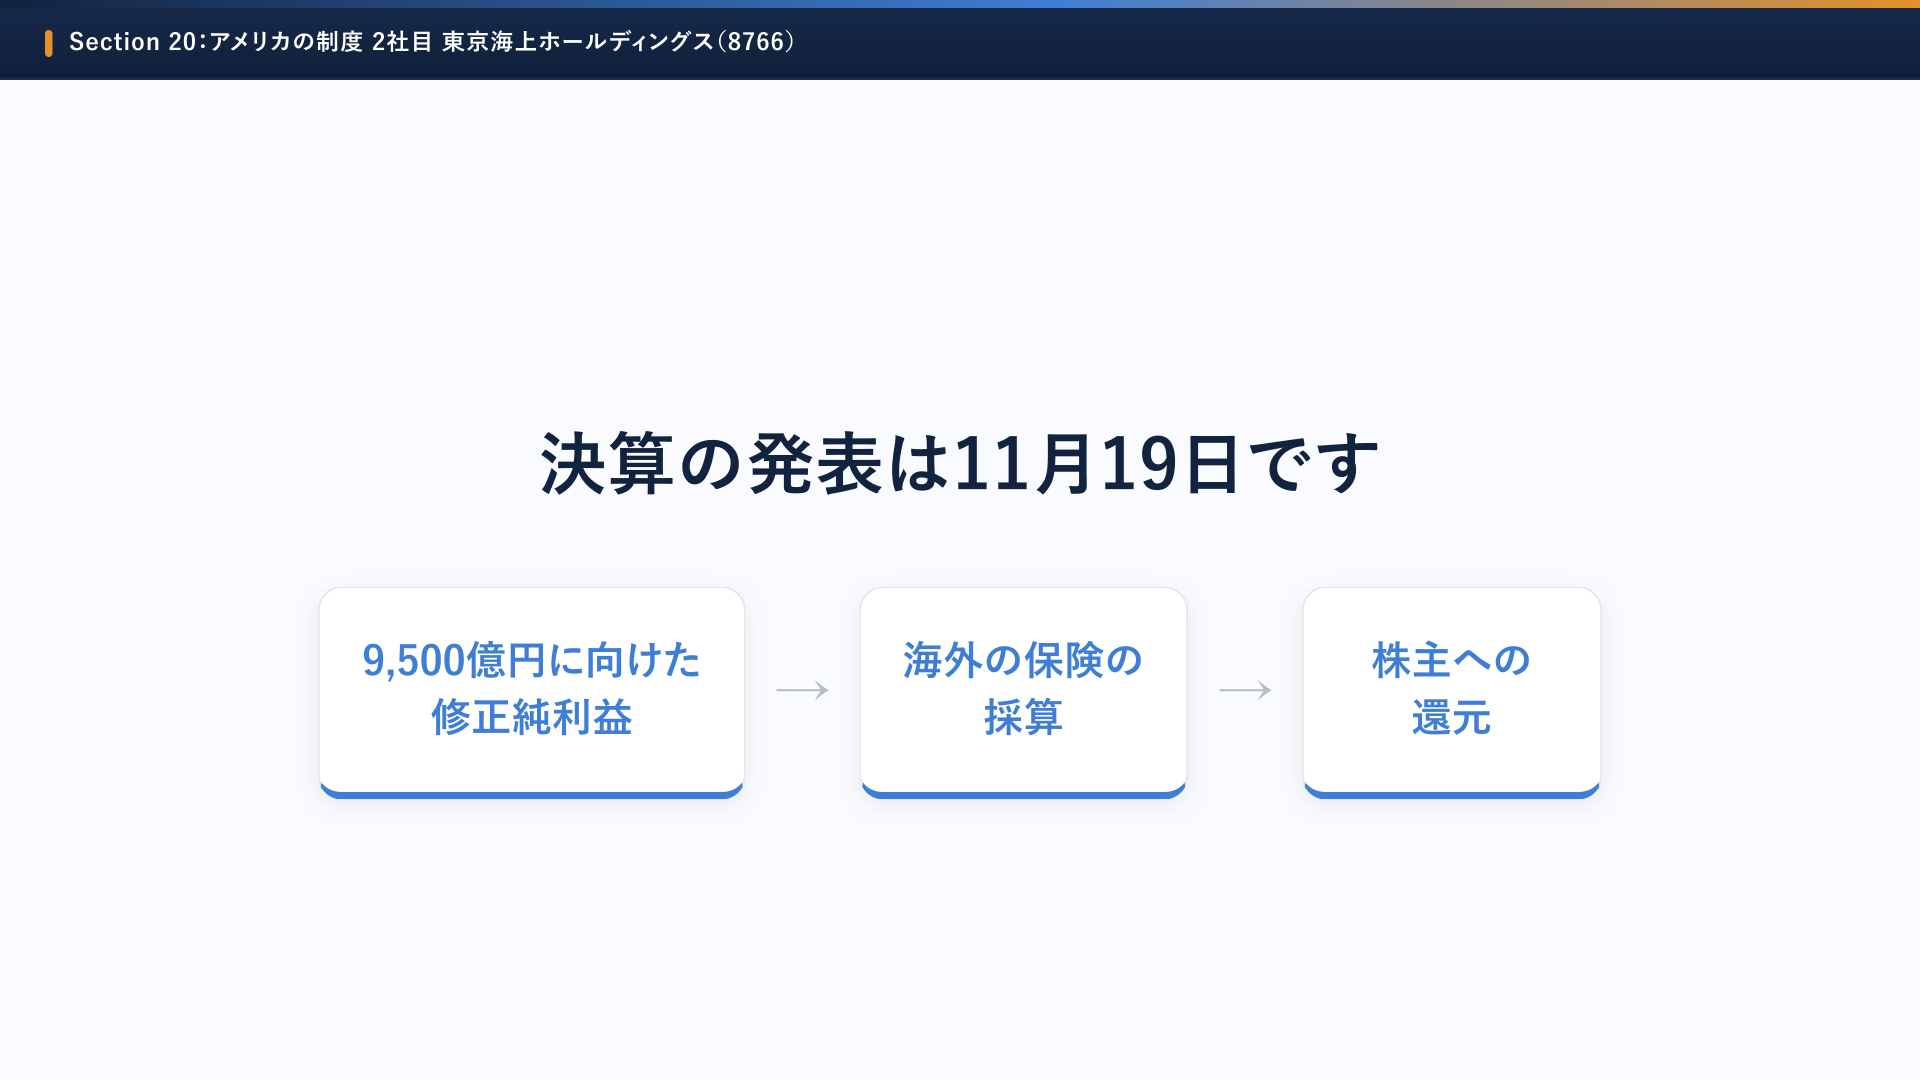 Section 20：アメリカの制度 2社目 東京海上ホールディングス（8766）
決算の発表は11月19日です
9,500億円に向けた
修正純利益
→
海外の保険の
採算
→
株主への
還元